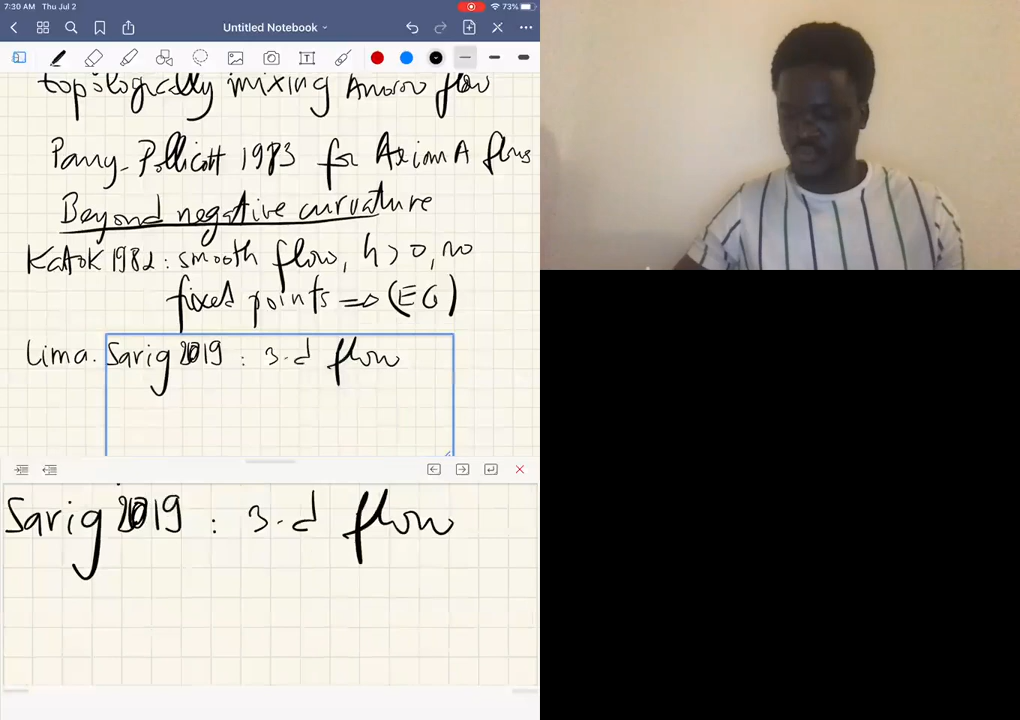 7:30 AM Thu Jul 2
73%
Untitled Notebook
topologically mixing Anosov flow
Parry-Pollicott 1983 for Axiom A flows
Beyond negative curvature
Katok 1982: smooth flow, h > 0, no
fixed points => (EG)
Lima. Sarig 2019 : 3-d flow
Sarig 2019 : 3-d flow